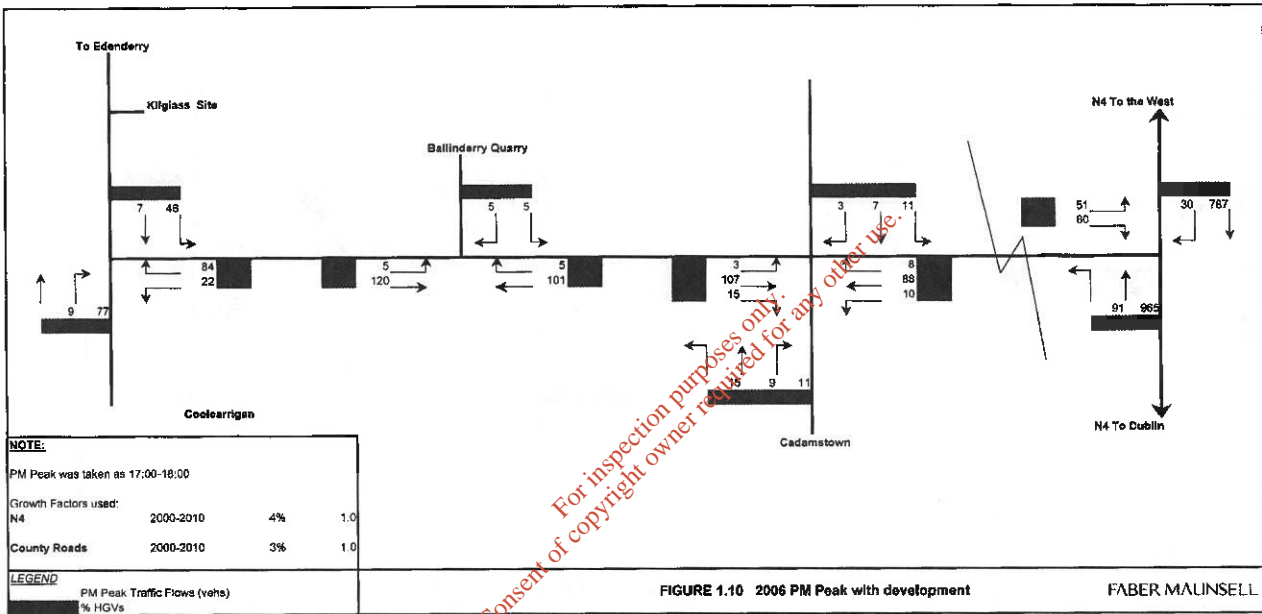 To Edenderry
Kilglass Site
N4 To the West
Ballinderry Quarry
7 46
5 5
3 7 11
51
60
30 767
84
22
5
120
5
101
3
107
15
8
88
10
9 77
91 965
15 9 11
Coolcarrigan
Cadamstown
N4 To Dublin
For inspection purposes only.
Consent of copyright owner required for any other use.
NOTE:
PM Peak was taken as 17:00-18:00
Growth Factors used:
N4 2000-2010 4% 1.0
County Roads 2000-2010 3% 1.0
LEGEND
PM Peak Traffic Flows (vehs)
% HGVs
FIGURE 1.10 2006 PM Peak with development
FABER MAUNSELL